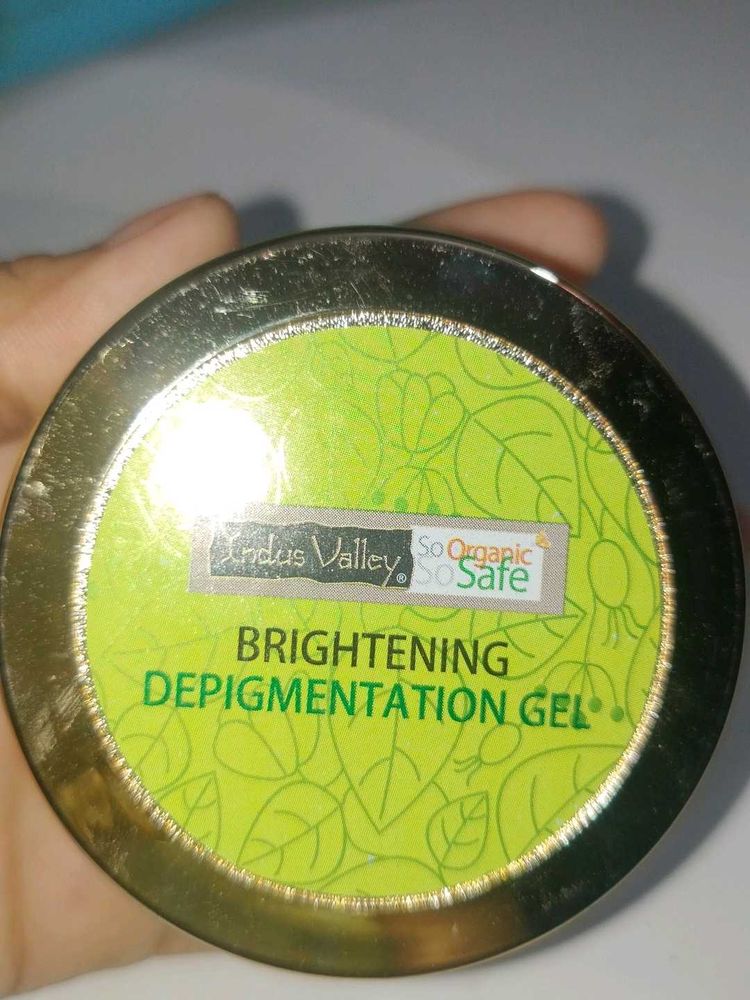 Indus Valley®
So Organic
So Safe
BRIGHTENING
DEPIGMENTATION GEL